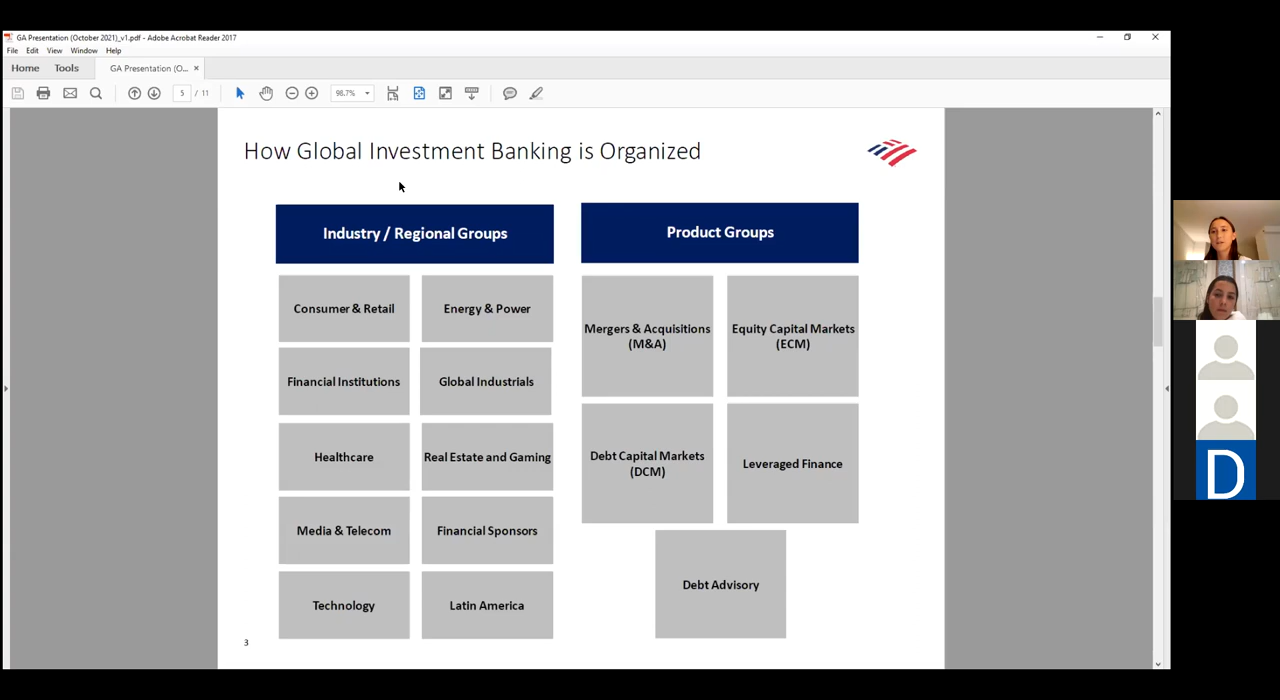 GA Presentation (October 2021)_v1.pdf - Adobe Acrobat Reader 2017
File Edit View Window Help
Home Tools GA Presentation (O... ×
5 / 11 98.7%
How Global Investment Banking is Organized
Industry / Regional Groups
Product Groups
Consumer & Retail
Energy & Power
Financial Institutions
Global Industrials
Healthcare
Real Estate and Gaming
Media & Telecom
Financial Sponsors
Technology
Latin America
Mergers & Acquisitions
(M&A)
Equity Capital Markets
(ECM)
Debt Capital Markets
(DCM)
Leveraged Finance
Debt Advisory
3
D